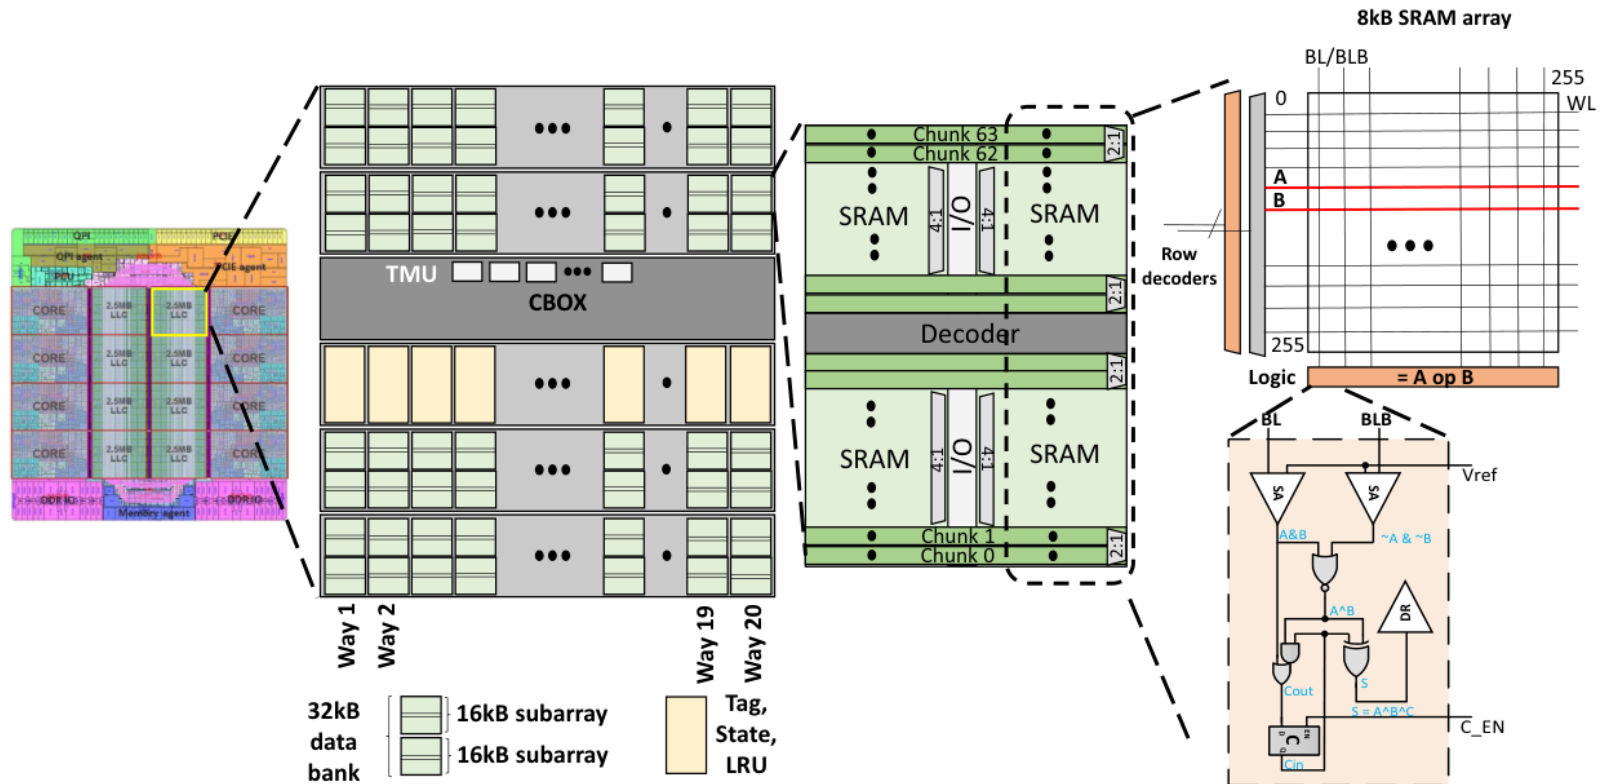 QPI
PCIE
QPI agent
PCIE agent
PCU
CORE
2.5MB
LLC
2.5MB
LLC
CORE
CORE
2.5MB
LLC
2.5MB
LLC
CORE
CORE
2.5MB
LLC
2.5MB
LLC
CORE
CORE
2.5MB
LLC
2.5MB
LLC
CORE
DDR IO
DDR IO
Memory agent
TMU
CBOX
Way 1
Way 2
Way 19
Way 20
32kB
data
bank
16kB subarray
16kB subarray
Tag,
State,
LRU
Chunk 63
Chunk 62
2:1
SRAM
4:1
I/O
4:1
SRAM
2:1
Decoder
2:1
SRAM
4:1
I/O
4:1
SRAM
Chunk 1
Chunk 0
2:1
8kB SRAM array
BL/BLB
255
0
WL
A
B
Row
decoders
255
Logic
= A op B
BL
BLB
Vref
SA
SA
A&B
~A & ~B
A^B
DR
Cout
S
S = A^B^C
C_EN
D
EN
C
Q
Cin